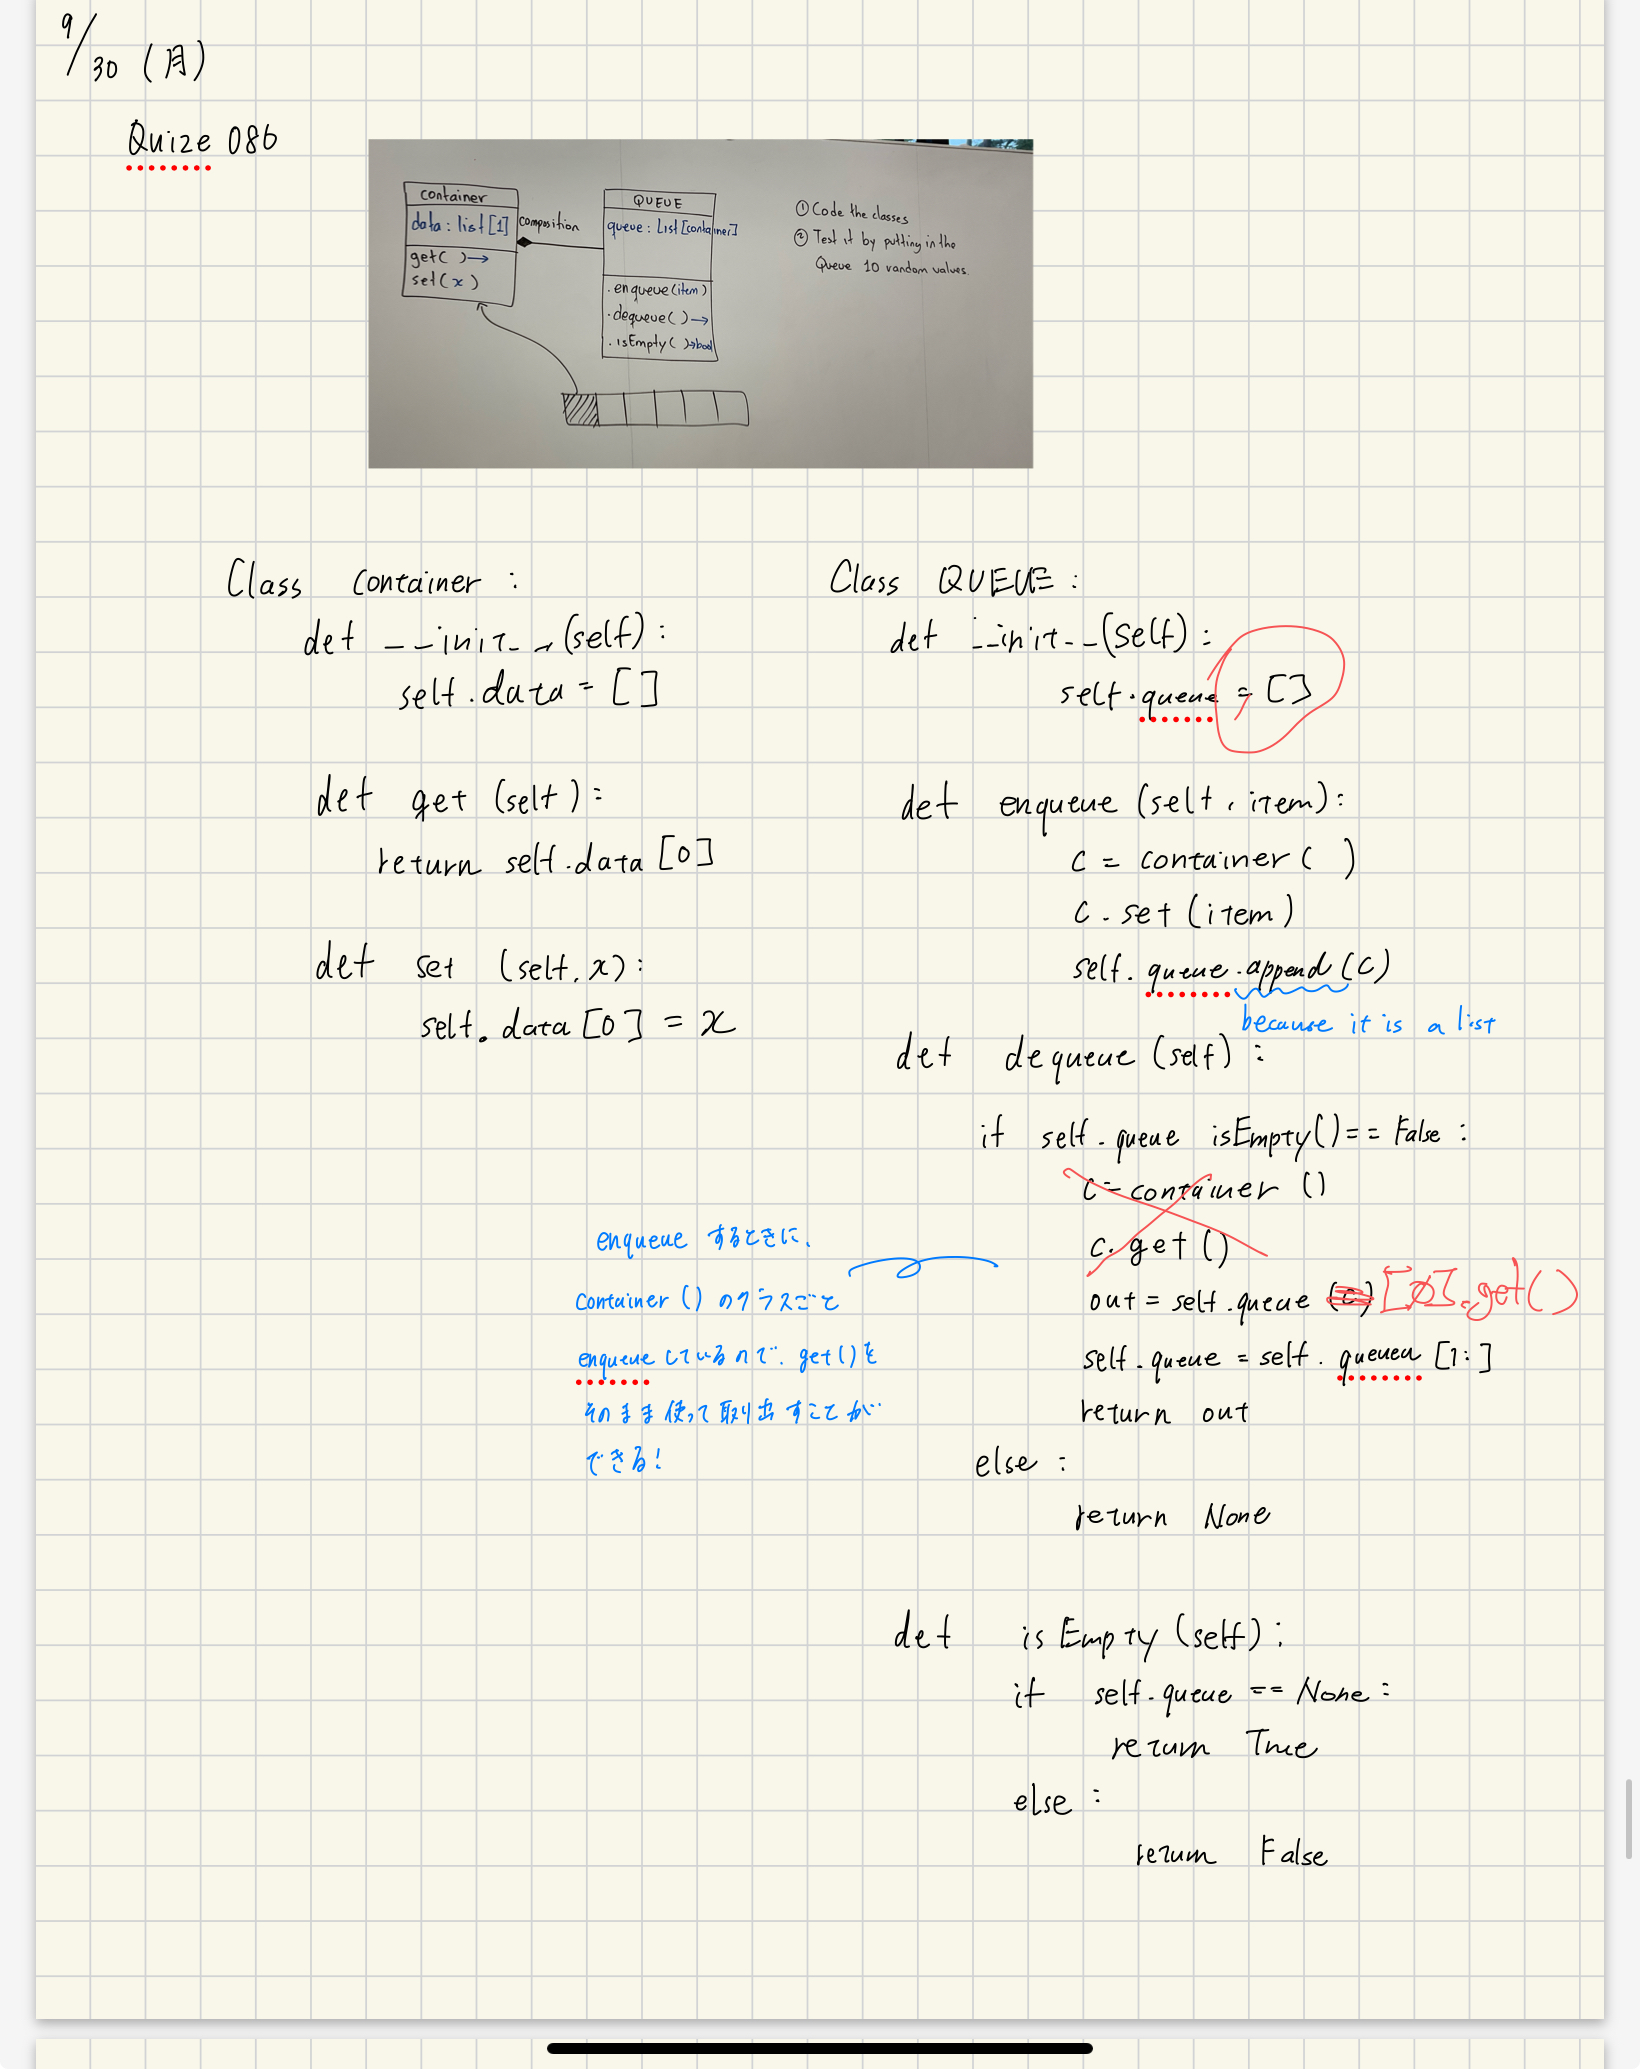 9/30 (月)
Quize 086
container
data : list[1]
get( )→
set(x)
composition
QUEUE
queue : List[container]
.enqueue(item)
.dequeue( )→
.isEmpty( )→bool
① Code the classes
② Test it by putting in the
Queue 10 random values.
Class container :
def __init__(self) :
self.data = []
def get (self) :
return self.data [0]
def set (self, x) :
self.data [0] = x
Class QUEUE :
def __init__(self) :
self.queue = []
def enqueue (self, item) :
c = container ( )
c.set (item)
self.queue.append (c)
because it is a list
def dequeue (self) :
if self.queue isEmpty() == False :
c = container ()
c.get ()
out = self.queue (c) [0].get()
self.queue = self.queueu [1:]
return out
else :
return None
enqueue するときに、
Container () のクラスごと
enqueue しているので、get() を
そのまま使って取り出すことが
できる!
def isEmpty (self) :
if self.queue == None :
return True
else :
return False